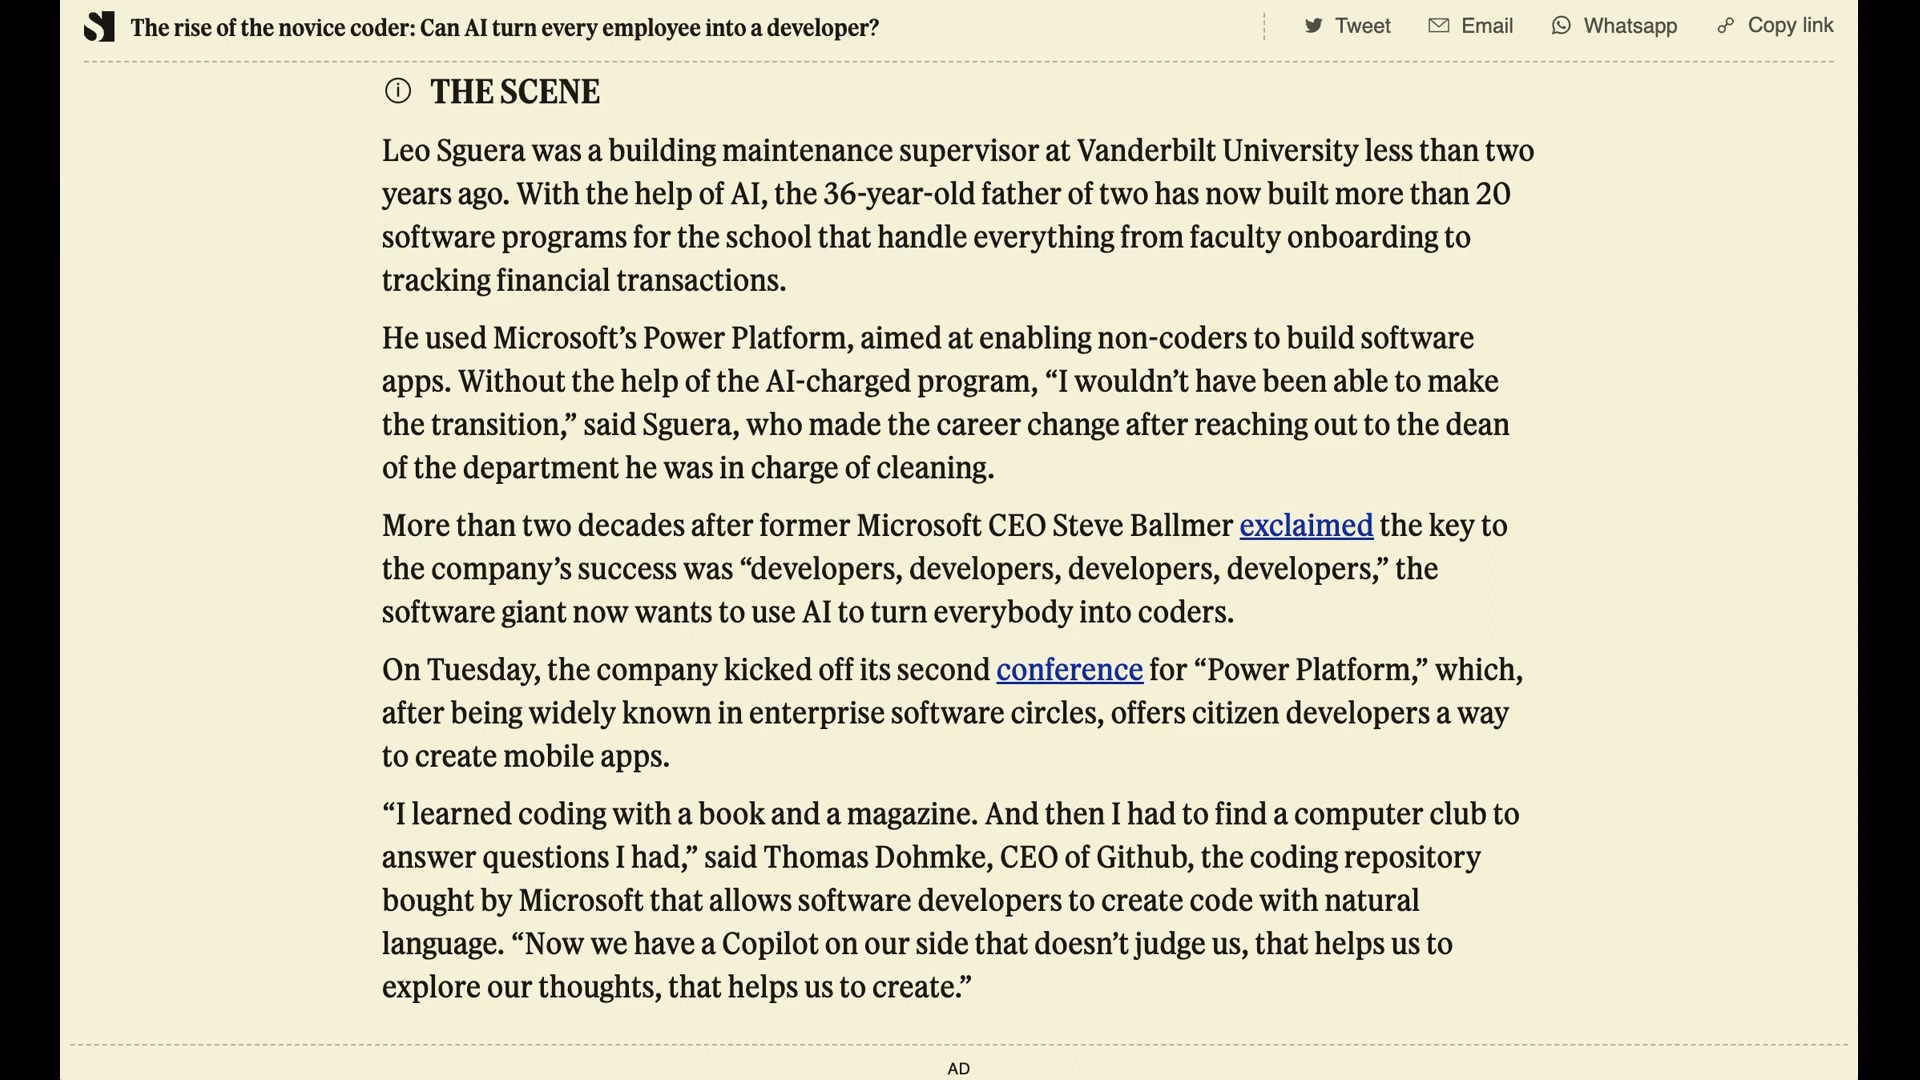 The rise of the novice coder: Can AI turn every employee into a developer?
Tweet
Email
Whatsapp
Copy link
THE SCENE
Leo Sguera was a building maintenance supervisor at Vanderbilt University less than two
years ago. With the help of AI, the 36-year-old father of two has now built more than 20
software programs for the school that handle everything from faculty onboarding to
tracking financial transactions.
He used Microsoft’s Power Platform, aimed at enabling non-coders to build software
apps. Without the help of the AI-charged program, “I wouldn’t have been able to make
the transition,” said Sguera, who made the career change after reaching out to the dean
of the department he was in charge of cleaning.
More than two decades after former Microsoft CEO Steve Ballmer exclaimed the key to
the company’s success was “developers, developers, developers, developers,” the
software giant now wants to use AI to turn everybody into coders.
On Tuesday, the company kicked off its second conference for “Power Platform,” which,
after being widely known in enterprise software circles, offers citizen developers a way
to create mobile apps.
“I learned coding with a book and a magazine. And then I had to find a computer club to
answer questions I had,” said Thomas Dohmke, CEO of Github, the coding repository
bought by Microsoft that allows software developers to create code with natural
language. “Now we have a Copilot on our side that doesn’t judge us, that helps us to
explore our thoughts, that helps us to create.”
AD